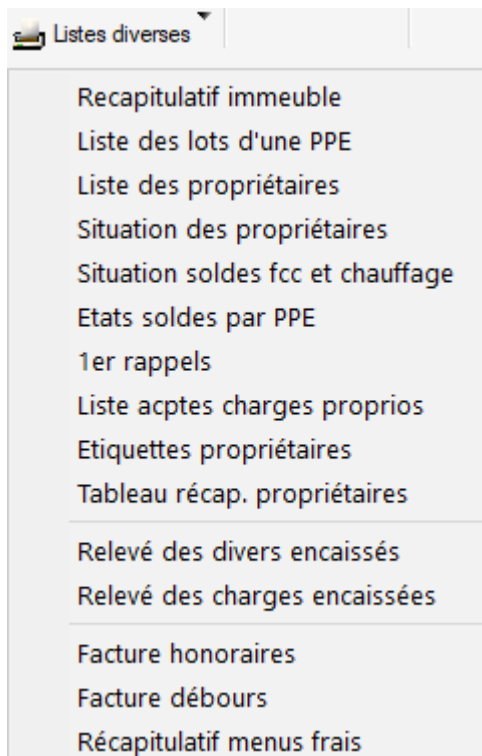 Listes diverses
Recapitulatif immeuble
Liste des lots d'une PPE
Liste des propriétaires
Situation des propriétaires
Situation soldes fcc et chauffage
Etats soldes par PPE
1er rappels
Liste acptes charges proprios
Etiquettes propriétaires
Tableau récap. propriétaires
Relevé des divers encaissés
Relevé des charges encaissées
Facture honoraires
Facture débours
Récapitulatif menus frais